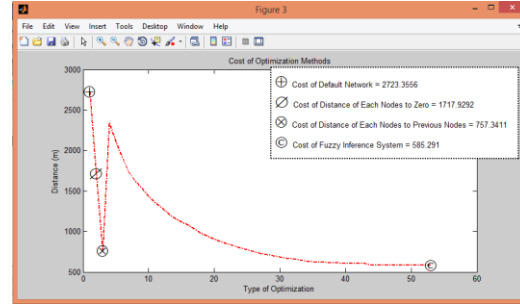 Figure 3
File Edit View Insert Tools Desktop Window Help
Cost of Optimization Methods
Cost of Default Network = 2723.3556
Cost of Distance of Each Nodes to Zero = 1717.9292
Cost of Distance of Each Nodes to Previous Nodes = 757.3411
Cost of Fuzzy Inference System = 585.291
Distance (m)
3000
2500
2000
1500
1000
500
0 10 20 30 40 50 60
Type of Optimization